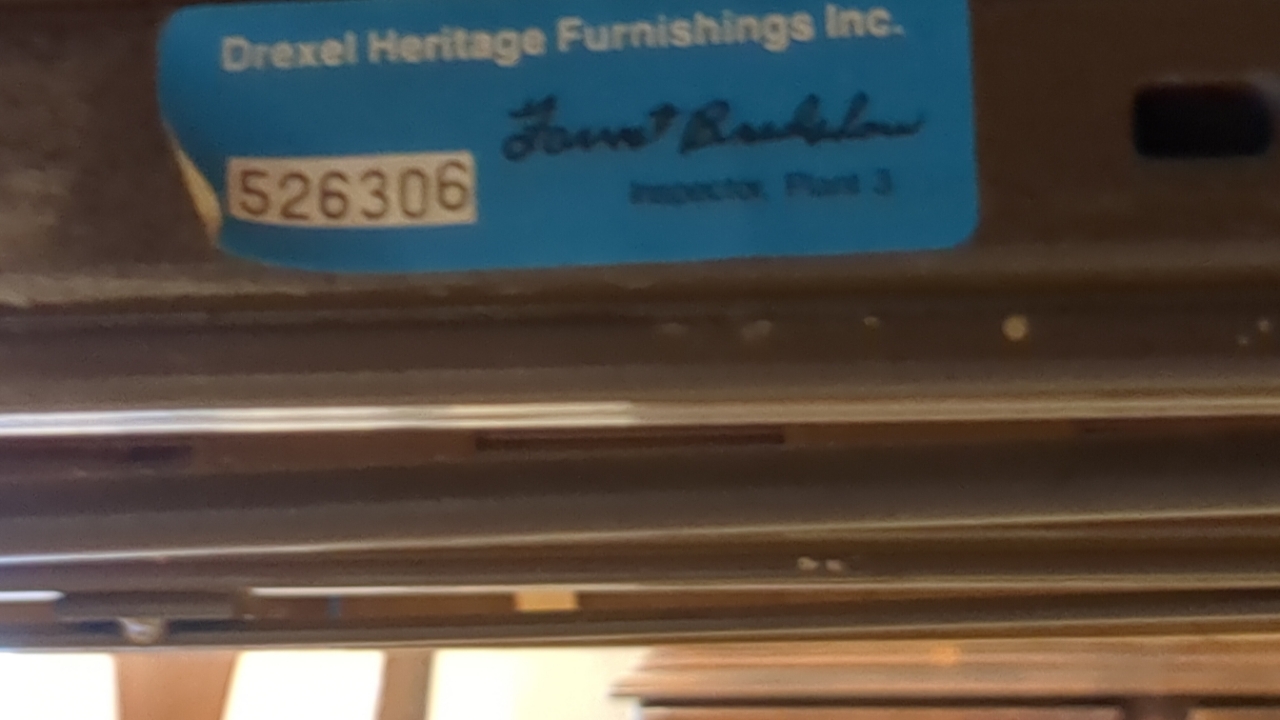 Drexel Heritage Furnishings Inc.
526306
Inspector, Plant 3